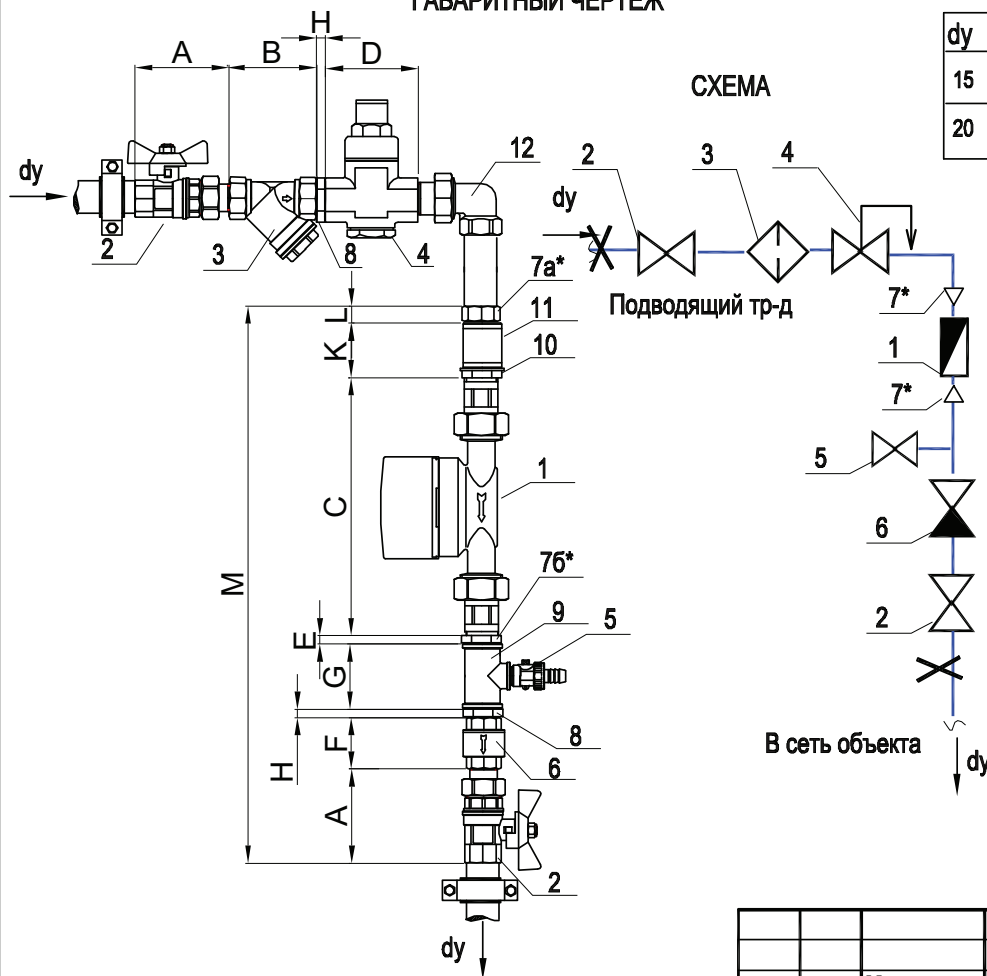 ГАБАРИТНЫЙ ЧЕРТЕЖ
H
A B D
dy
2 3 8 4
12
7а*
11
10
L
K
C
M
1
7б*
9 5
E
G
H
F
8
6
A
2
dy
СХЕМА
2 3 4
dy
Подводящий тр-д
7*
1
7*
5
6
2
В сеть объекта
dy
dy
15
20